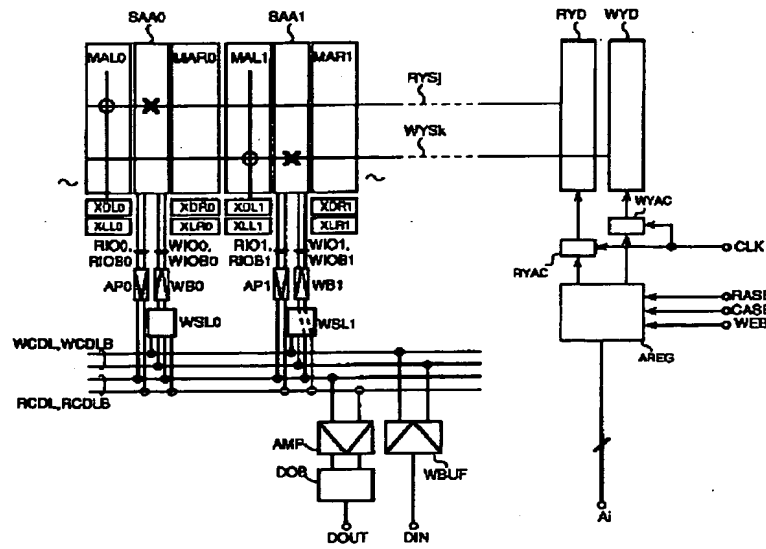 SAA0 SAA1 RYD WYD
MAL0 MAR0 MAL1 MAR1
RYSj
WYSk
XDL0 XDR0 XDL1 XDR1
XLL0 XLR0 XLL1 XLR1
WYAC
RIO0, RIOB0 WIO0, WIOB0 RIO1, RIOB1 WIO1, WIOB1
CLK
RYAC
AP0 WB0 AP1 WB1
RASB
CASB
WEB
WSL0 WSL1
AREG
WCDL,WCDLB
RCDL,RCDLB
AMP
WBUF
DOB
DOUT DIN Ai